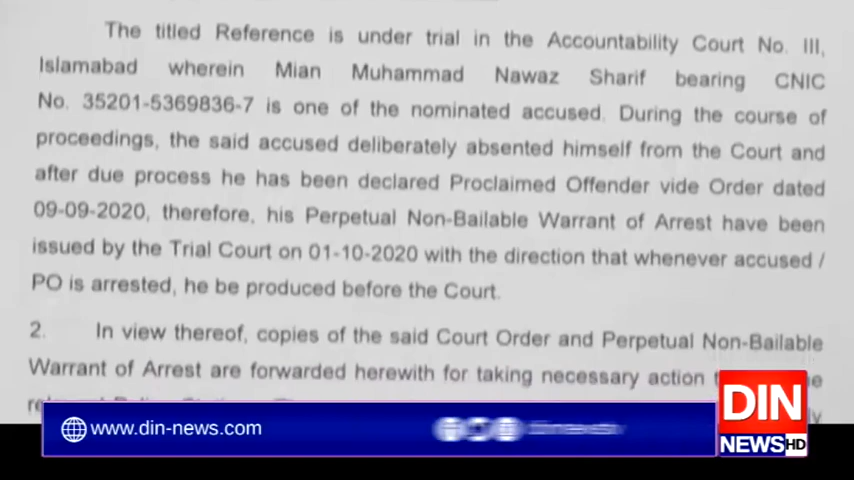 The titled Reference is under trial in the Accountability Court No. III,
Islamabad wherein Mian Muhammad Nawaz Sharif bearing CNIC
No. 35201-5369836-7 is one of the nominated accused. During the course of
proceedings, the said accused deliberately absented himself from the Court and
after due process he has been declared Proclaimed Offender vide Order dated
09-09-2020, therefore, his Perpetual Non-Bailable Warrant of Arrest have been
issued by the Trial Court on 01-10-2020 with the direction that whenever accused /
PO is arrested, he be produced before the Court.
2. In view thereof, copies of the said Court Order and Perpetual Non-Bailable
Warrant of Arrest are forwarded herewith for taking necessary action
www.din-news.com
DIN
NEWS HD